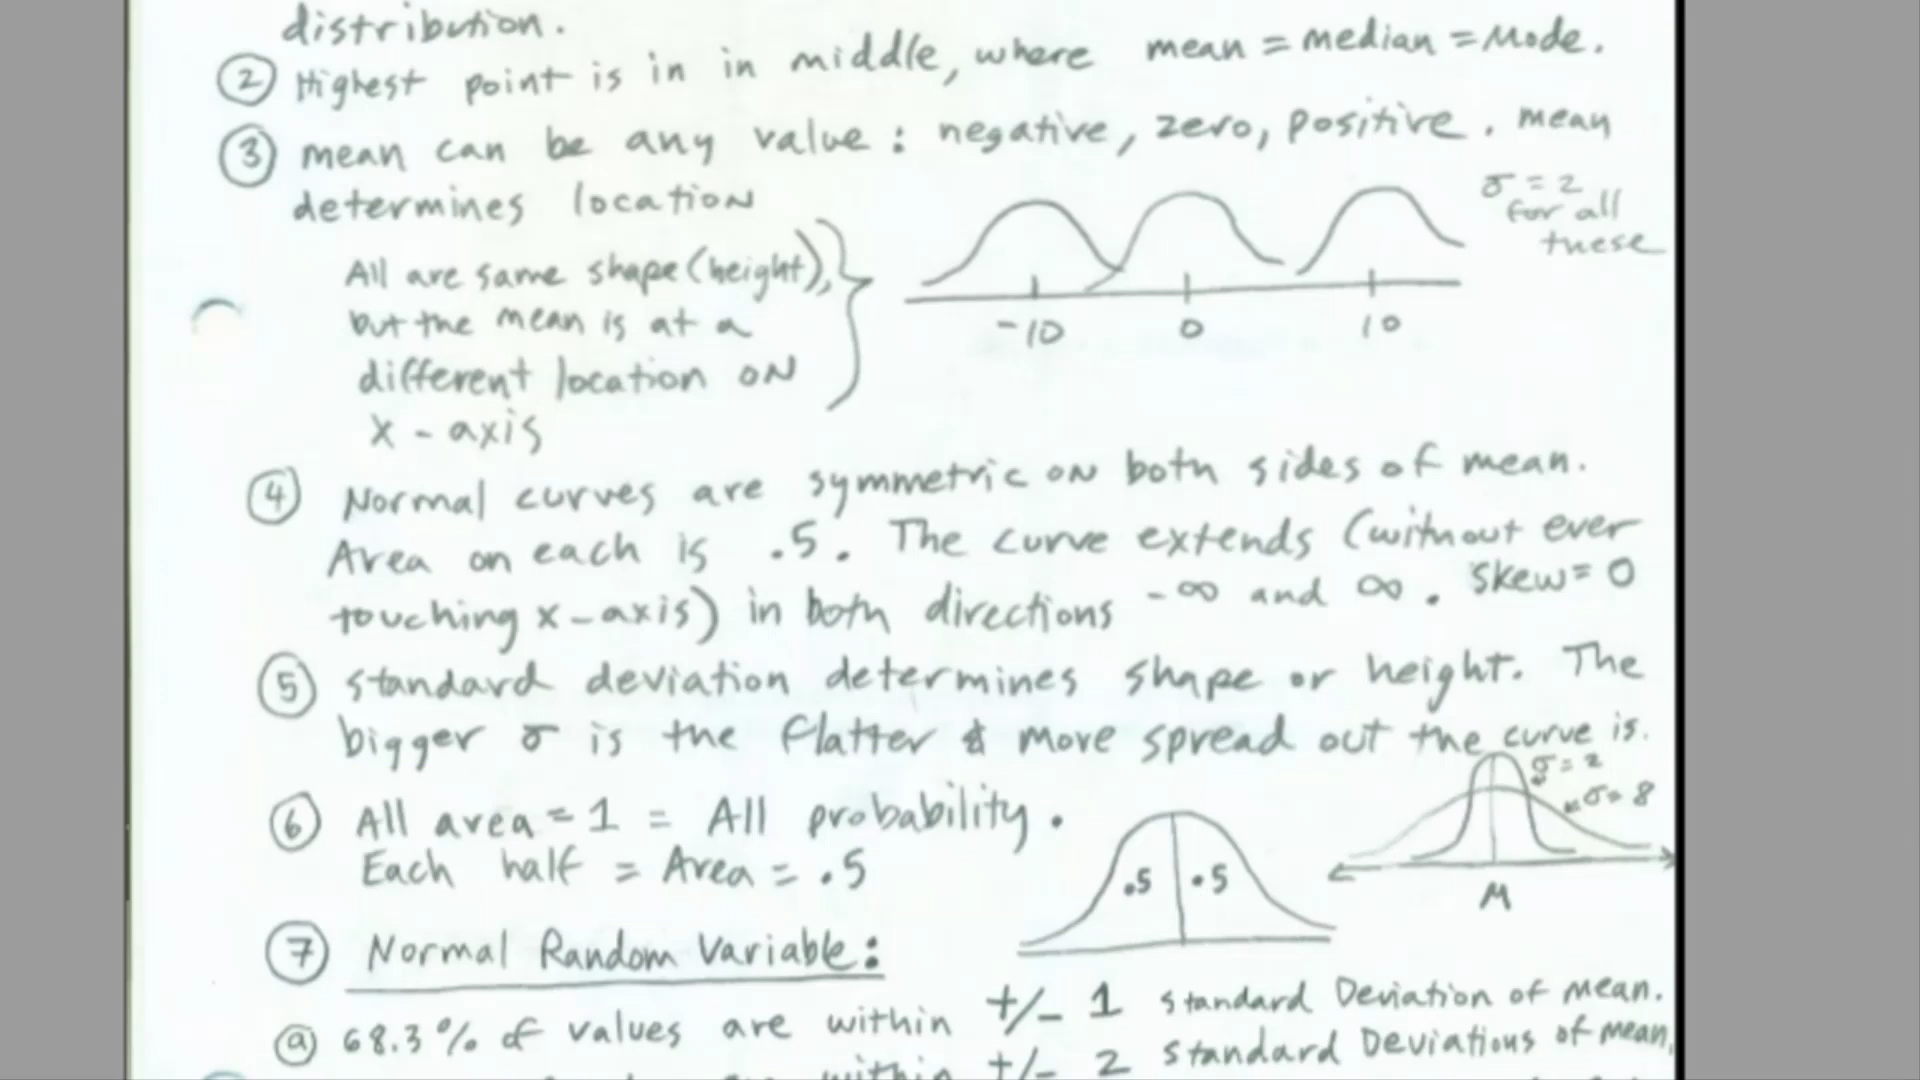 distribution.
② Highest point is in in middle, where mean = median = Mode.
③ mean can be any value: negative, zero, positive. mean
determines location
σ = 2
for all
these
All are same shape (height),
but the mean is at a
different location on
x-axis
-10 0 10
④ Normal curves are symmetric on both sides of mean.
Area on each is .5. The curve extends (without ever
touching x-axis) in both directions -∞ and ∞. Skew = 0
⑤ standard deviation determines shape or height. The
bigger σ is the flatter & more spread out the curve is.
σ = 2
σ = 8
M
⑥ All area = 1 = All probability.
Each half = Area = .5
.5 .5
⑦ Normal Random Variable:
ⓐ 68.3% of values are within +/- 1 standard Deviation of mean.
within +/- 2 standard Deviations of mean,